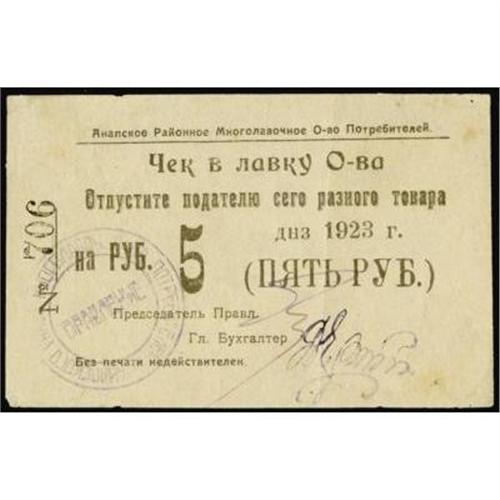 Анапское Районное Многолавочное О-во Потребителей.
Чек в лавку О-ва
Отпустите подателю сего разного товара
днз 1923 г.
на РУБ. 5 (ПЯТЬ РУБ.)
Председатель Правл.
Гл. Бухгалтер
Без печати недействителен.
№ 706